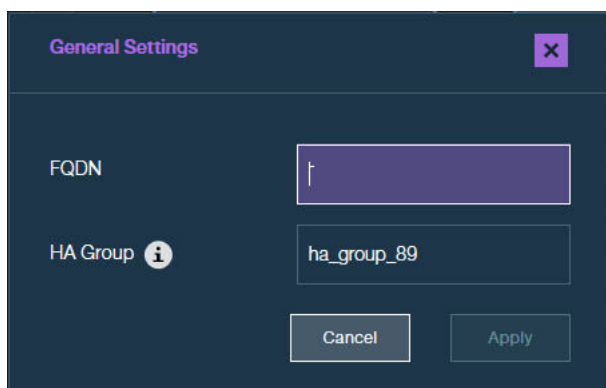 General Settings
FQDN
HA Group
ha_group_89
Cancel
Apply